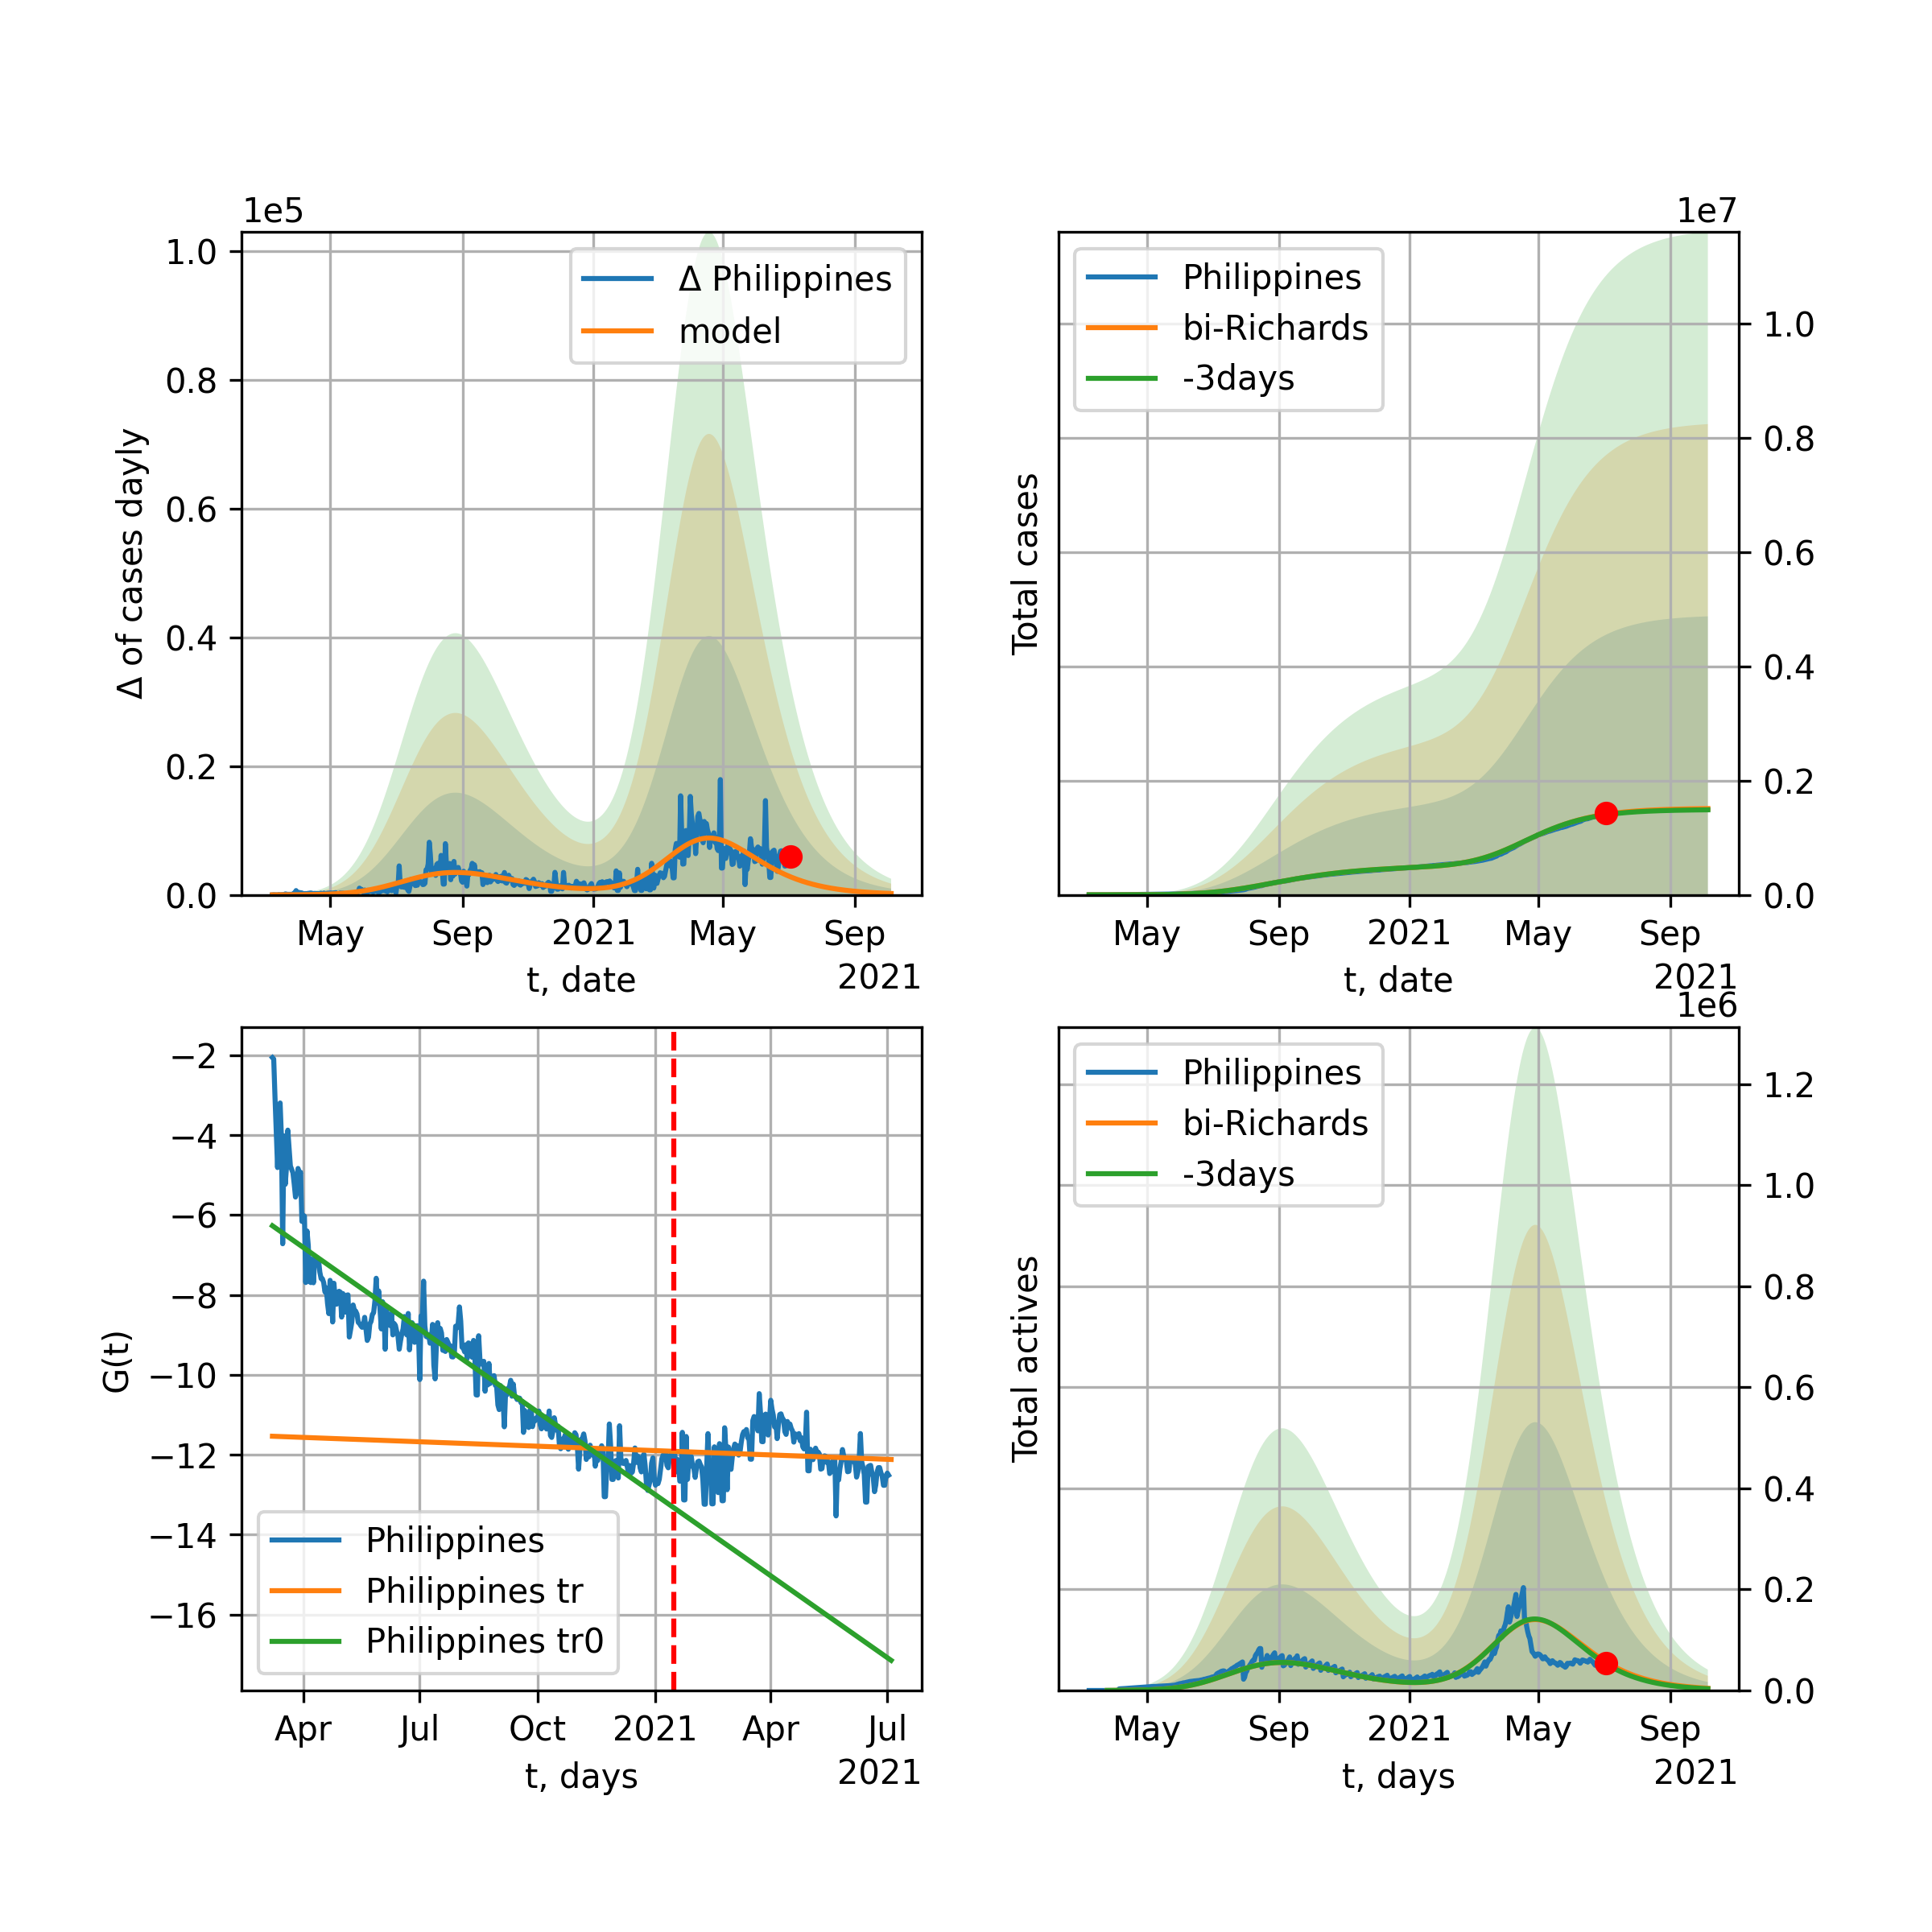 1e5
1.0
0.8
0.6
0.4
0.2
0.0
Δ of cases dayly
Δ Philippines
model
May Sep 2021 May Sep
t, date
2021
1e7
Philippines
bi-Richards
-3days
Total cases
1.0
0.8
0.6
0.4
0.2
0.0
May Sep 2021 May Sep
t, date
2021
−2
−4
−6
−8
−10
−12
−14
−16
G(t)
Philippines
Philippines tr
Philippines tr0
Apr Jul Oct 2021 Apr Jul
t, days
2021
1e6
Philippines
bi-Richards
-3days
Total actives
1.2
1.0
0.8
0.6
0.4
0.2
0.0
May Sep 2021 May Sep
t, days
2021